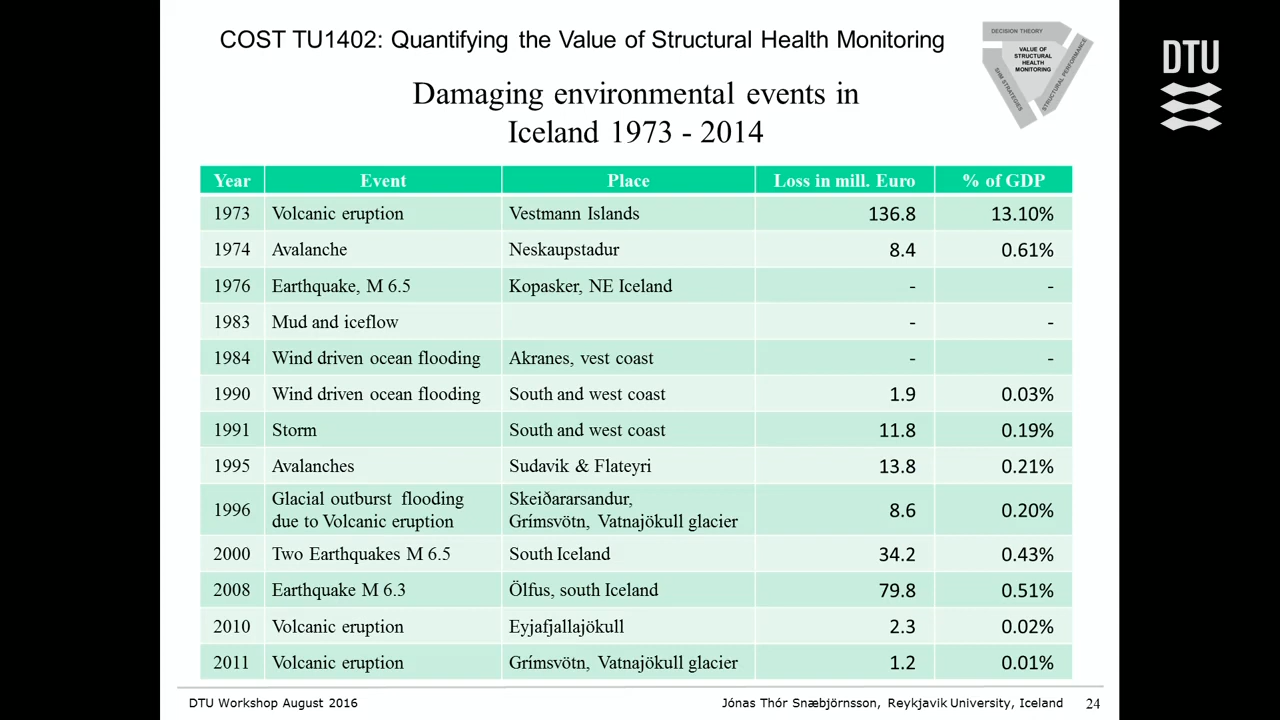 COST TU1402: Quantifying the Value of Structural Health Monitoring
DECISION THEORY
VALUE OF
STRUCTURAL
HEALTH
MONITORING
SHM STRATEGIES
STRUCTURAL PERFORMANCE
DTU
Damaging environmental events in
Iceland 1973 - 2014
Year Event Place Loss in mill. Euro % of GDP
1973 Volcanic eruption Vestmann Islands 136.8 13.10%
1974 Avalanche Neskaupstadur 8.4 0.61%
1976 Earthquake, M 6.5 Kopasker, NE Iceland - -
1983 Mud and iceflow - -
1984 Wind driven ocean flooding Akranes, vest coast - -
1990 Wind driven ocean flooding South and west coast 1.9 0.03%
1991 Storm South and west coast 11.8 0.19%
1995 Avalanches Sudavik & Flateyri 13.8 0.21%
1996 Glacial outburst flooding Skeiðararsandur, 8.6 0.20%
due to Volcanic eruption Grímsvötn, Vatnajökull glacier
2000 Two Earthquakes M 6.5 South Iceland 34.2 0.43%
2008 Earthquake M 6.3 Ölfus, south Iceland 79.8 0.51%
2010 Volcanic eruption Eyjafjallajökull 2.3 0.02%
2011 Volcanic eruption Grímsvötn, Vatnajökull glacier 1.2 0.01%
DTU Workshop August 2016 Jónas Thór Snæbjörnsson, Reykjavik University, Iceland 24